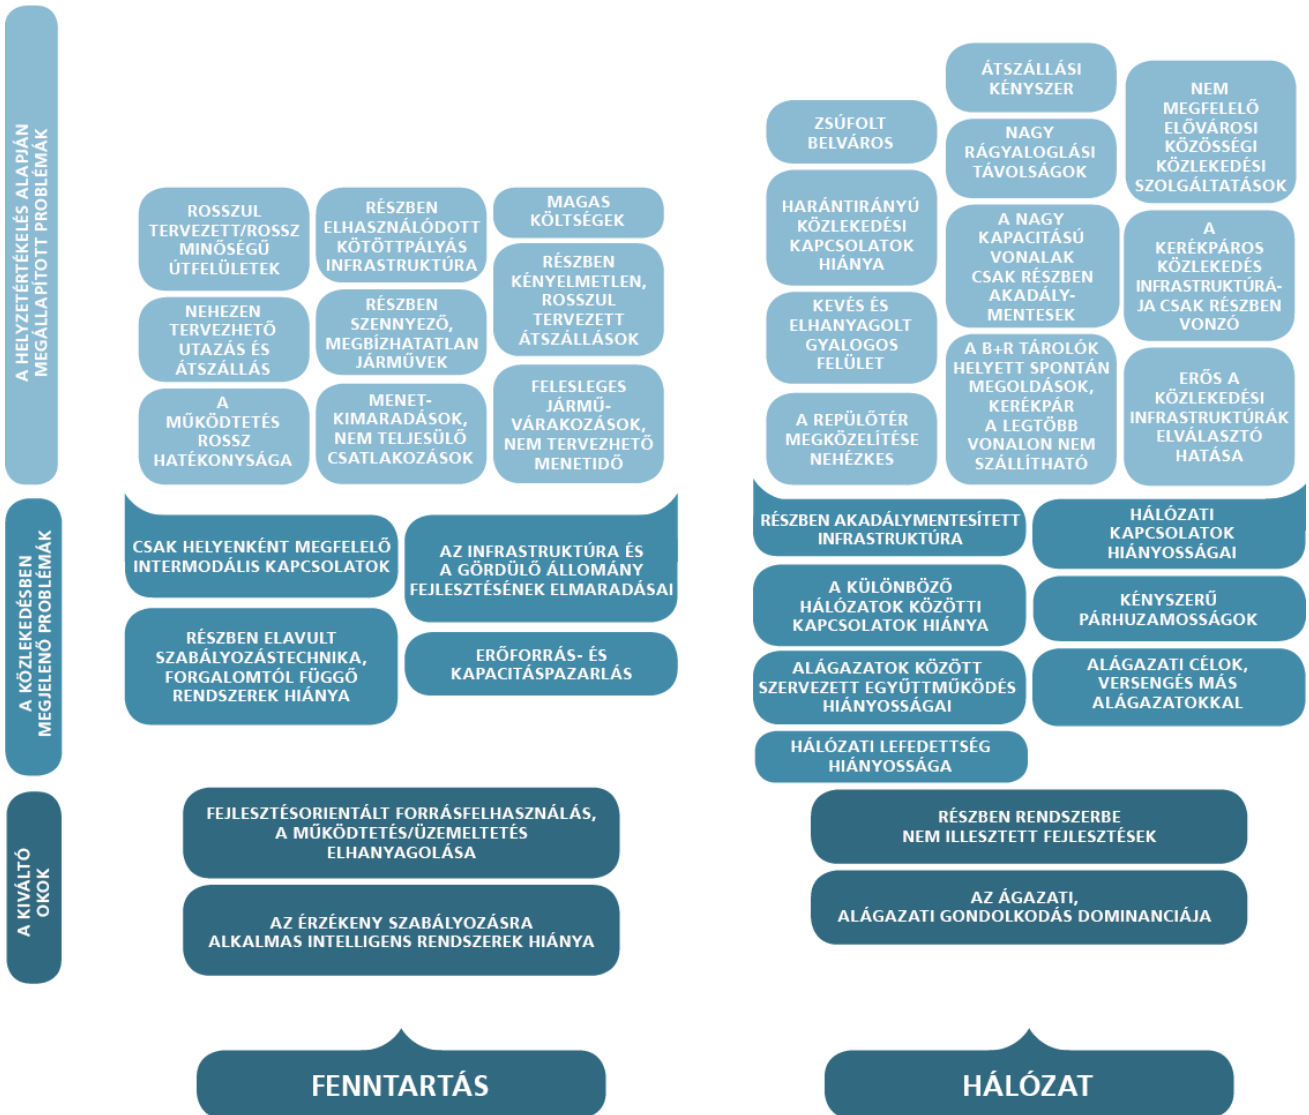 A HELYZETÉRTÉKELÉS ALAPJÁN
MEGÁLLAPÍTOTT PROBLÉMÁK
ROSSZUL
TERVEZETT/ROSSZ
MINŐSÉGŰ
ÚTFELÜLETEK
NEHEZEN
TERVEZHETŐ
UTAZÁS ÉS
ÁTSZÁLLÁS
A
MŰKÖDTETÉS
ROSSZ
HATÉKONYSÁGA
RÉSZBEN
ELHASZNÁLÓDOTT
KÖTÖTTPÁLYÁS
INFRASTRUKTÚRA
RÉSZBEN
SZENNYEZŐ,
MEGBÍZHATATLAN
JÁRMŰVEK
MENET-
KIMARADÁSOK,
NEM TELJESÜLŐ
CSATLAKOZÁSOK
MAGAS
KÖLTSÉGEK
RÉSZBEN
KÉNYELMETLEN,
ROSSZUL
TERVEZETT
ÁTSZÁLLÁSOK
FELESLEGES
JÁRMŰ-
VÁRAKOZÁSOK,
NEM TERVEZHETŐ
MENETIDŐ
ZSÚFOLT
BELVÁROS
HARÁNTIRÁNYÚ
KÖZLEKEDÉSI
KAPCSOLATOK
HIÁNYA
KEVÉS ÉS
ELHANYAGOLT
GYALOGOS
FELÜLET
A REPÜLŐTÉR
MEGKÖZELÍTÉSE
NEHÉZKES
ÁTSZÁLLÁSI
KÉNYSZER
NAGY
RÁGYALOGLÁSI
TÁVOLSÁGOK
A NAGY
KAPACITÁSÚ
VONALAK
CSAK RÉSZBEN
AKADÁLY-
MENTESEK
A B+R TÁROLÓK
HELYETT SPONTÁN
MEGOLDÁSOK,
KERÉKPÁR
A LEGTÖBB
VONALON NEM
SZÁLLÍTHATÓ
NEM
MEGFELELŐ
ELŐVÁROSI
KÖZÖSSÉGI
KÖZLEKEDÉSI
SZOLGÁLTATÁSOK
A
KERÉKPÁROS
KÖZLEKEDÉS
INFRASTRUKTÚRÁ-
JA CSAK RÉSZBEN
VONZÓ
ERŐS A
KÖZLEKEDÉSI
INFRASTRUKTÚRÁK
ELVÁLASZTÓ
HATÁSA
A KÖZLEKEDÉSBEN
MEGJELENŐ PROBLÉMÁK
CSAK HELYENKÉNT MEGFELELŐ
INTERMODÁLIS KAPCSOLATOK
RÉSZBEN ELAVULT
SZABÁLYOZÁSTECHNIKA,
FORGALOMTÓL FÜGGŐ
RENDSZEREK HIÁNYA
AZ INFRASTRUKTÚRA ÉS
A GÖRDÜLŐ ÁLLOMÁNY
FEJLESZTÉSÉNEK ELMARADÁSAI
ERŐFORRÁS- ÉS
KAPACITÁSPAZARLÁS
RÉSZBEN AKADÁLYMENTESÍTETT
INFRASTRUKTÚRA
A KÜLÖNBÖZŐ
HÁLÓZATOK KÖZÖTTI
KAPCSOLATOK HIÁNYA
ALÁGAZATOK KÖZÖTT
SZERVEZETT EGYŰTTMŰKÖDÉS
HIÁNYOSSÁGAI
HÁLÓZATI LEFEDETTSÉG
HIÁNYOSSÁGA
HÁLÓZATI
KAPCSOLATOK
HIÁNYOSSÁGAI
KÉNYSZERŰ
PÁRHUZAMOSSÁGOK
ALÁGAZATI CÉLOK,
VERSENGÉS MÁS
ALÁGAZATOKKAL
A KIVÁLTÓ
OKOK
FEJLESZTÉSORIENTÁLT FORRÁSFELHASZNÁLÁS,
A MŰKÖDTETÉS/ÜZEMELTETÉS
ELHANYAGOLÁSA
AZ ÉRZÉKENY SZABÁLYOZÁSRA
ALKALMAS INTELLIGENS RENDSZEREK HIÁNYA
RÉSZBEN RENDSZERBE
NEM ILLESZTETT FEJLESZTÉSEK
AZ ÁGAZATI,
ALÁGAZATI GONDOLKODÁS DOMINANCIÁJA
FENNTARTÁS
HÁLÓZAT